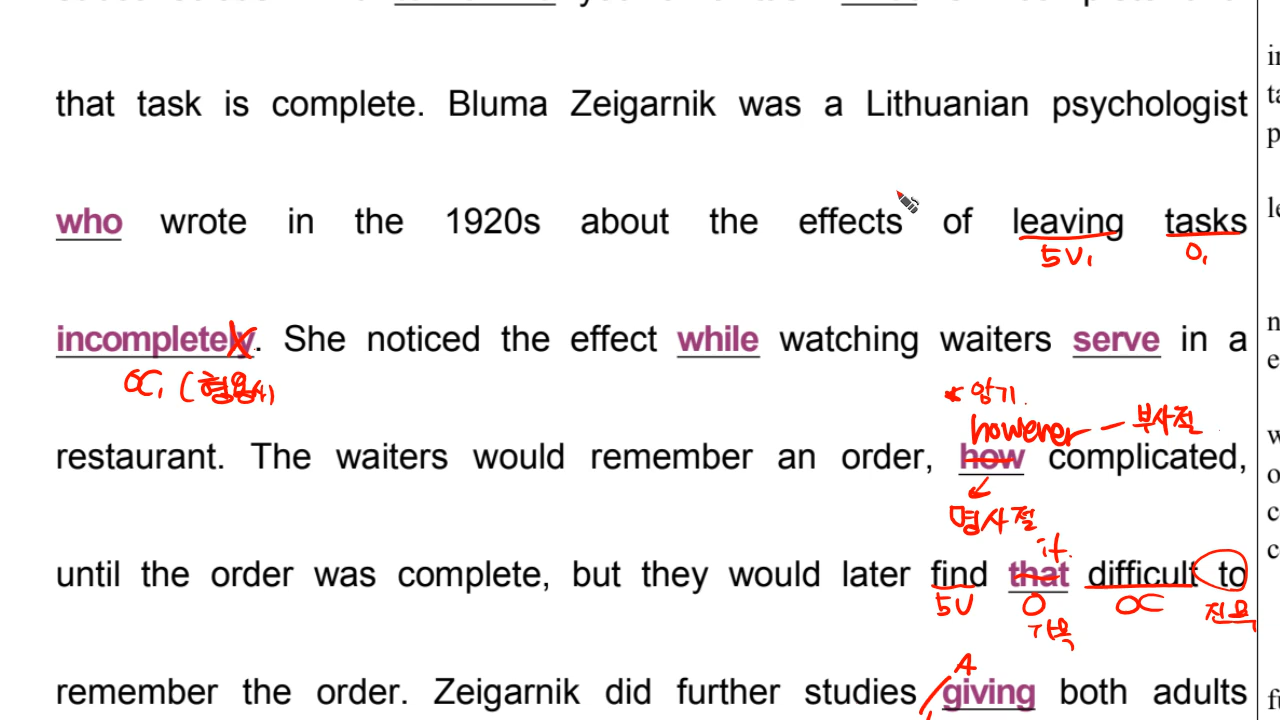 that task is complete. Bluma Zeigarnik was a Lithuanian psychologist
who wrote in the 1920s about the effects of leaving tasks
5V₁ O₁
incompletely. She noticed the effect while watching waiters serve in a
OC₁ (형용사)
* 암기.
however — 부사절
restaurant. The waiters would remember an order, how complicated,
명사절
it
until the order was complete, but they would later find that difficult to
5V O OC 진목
가목
A
remember the order. Zeigarnik did further studies giving both adults